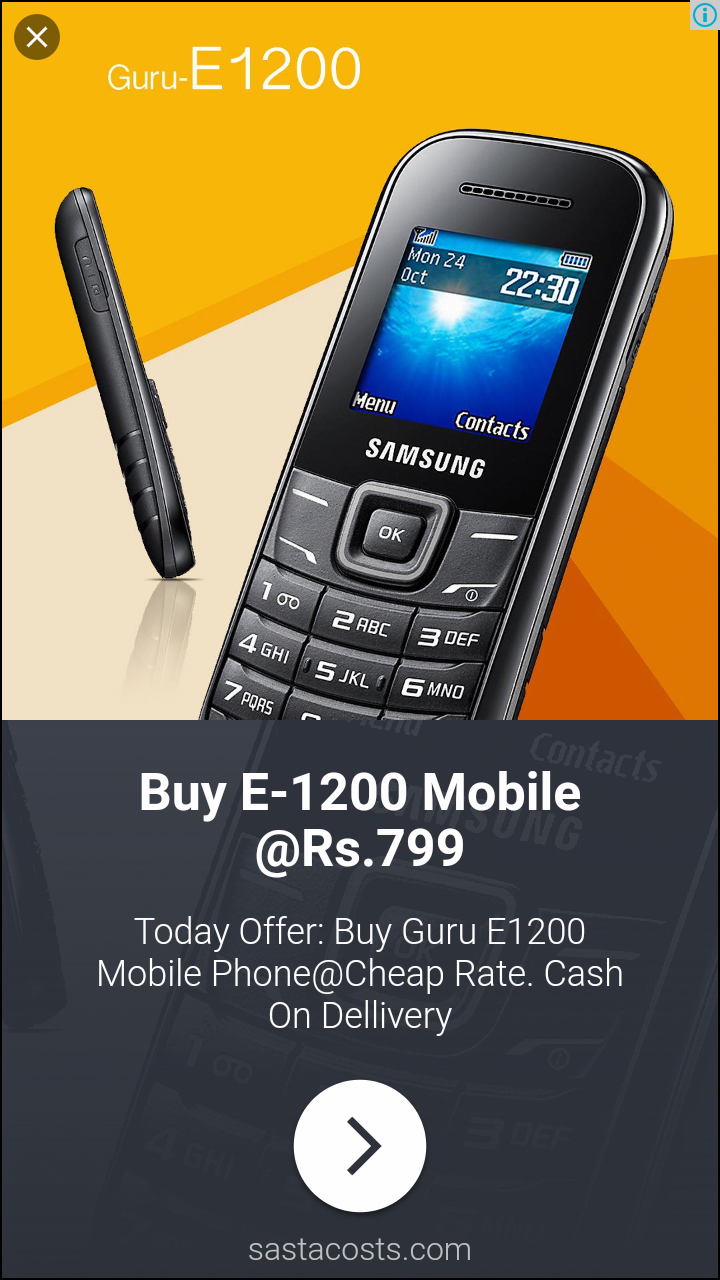 Guru-E1200
Mon 24
Oct
22:30
Menu
Contacts
SAMSUNG
OK
1
2 ABC
3 DEF
4 GHI
5 JKL
6 MNO
7 PQRS
Buy E-1200 Mobile
@Rs.799
Today Offer: Buy Guru E1200
Mobile Phone@Cheap Rate. Cash
On Dellivery
sastacosts.com